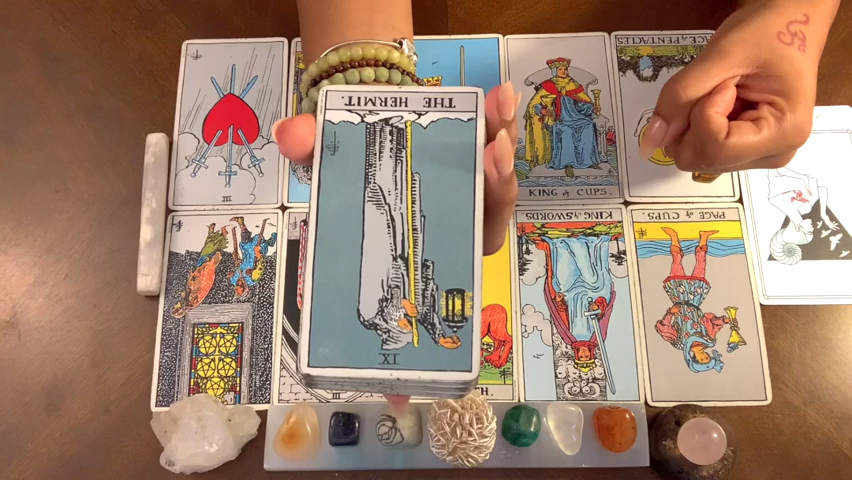 III
THE HERMIT.
IX
KING of CUPS.
PAGE of PENTACLES
KING of SWORDS.
PAGE of CUPS.